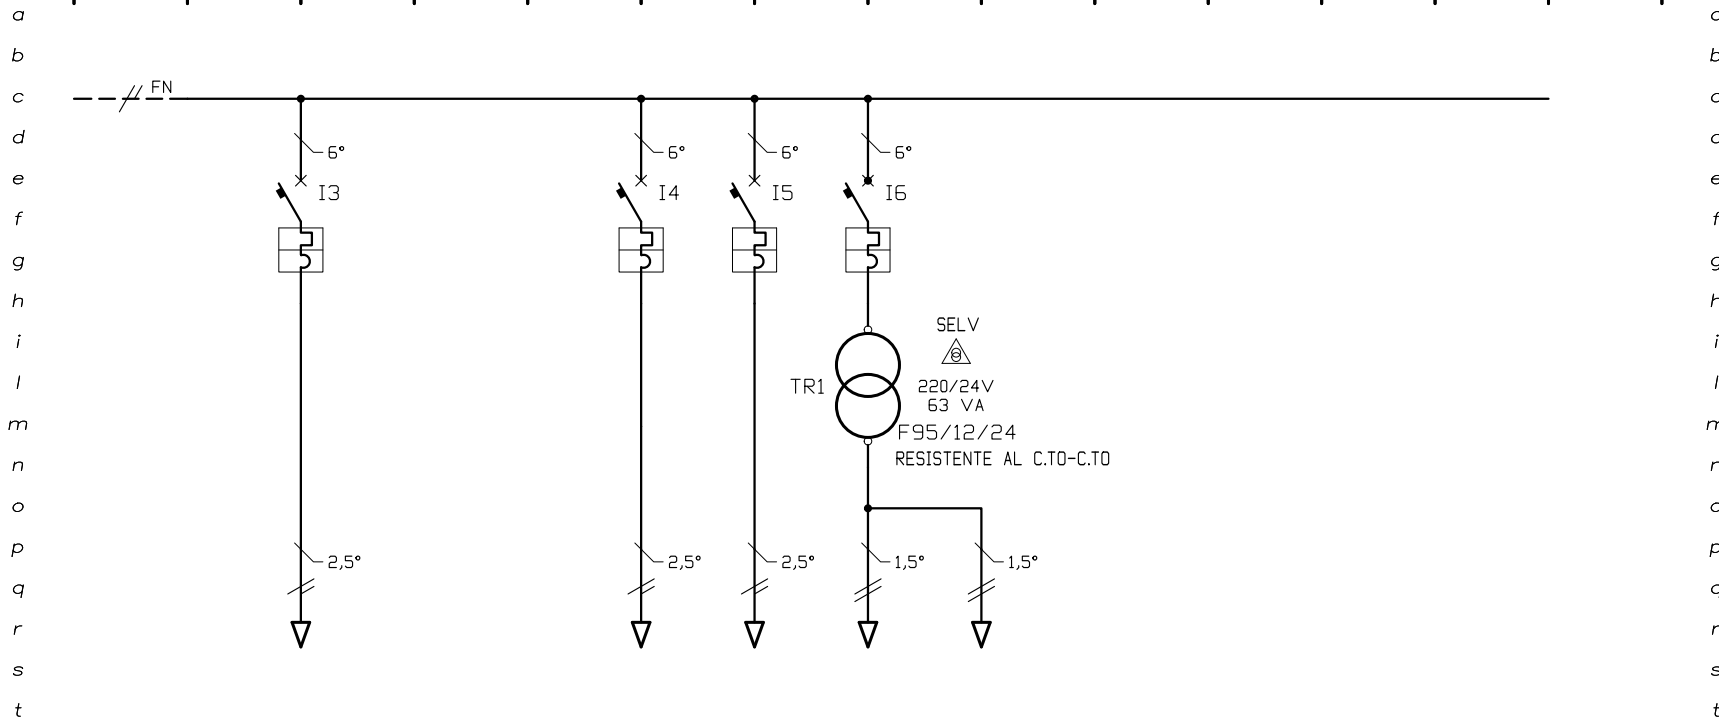 a
b
c
d
e
f
g
h
i
l
m
n
o
p
q
r
s
t
FN
6°
6°
6°
6°
I3
I4
I5
I6
SELV
TR1
220/24V
63 VA
F95/12/24
RESISTENTE AL C.TO-C.TO
2,5°
2,5°
2,5°
1,5°
1,5°